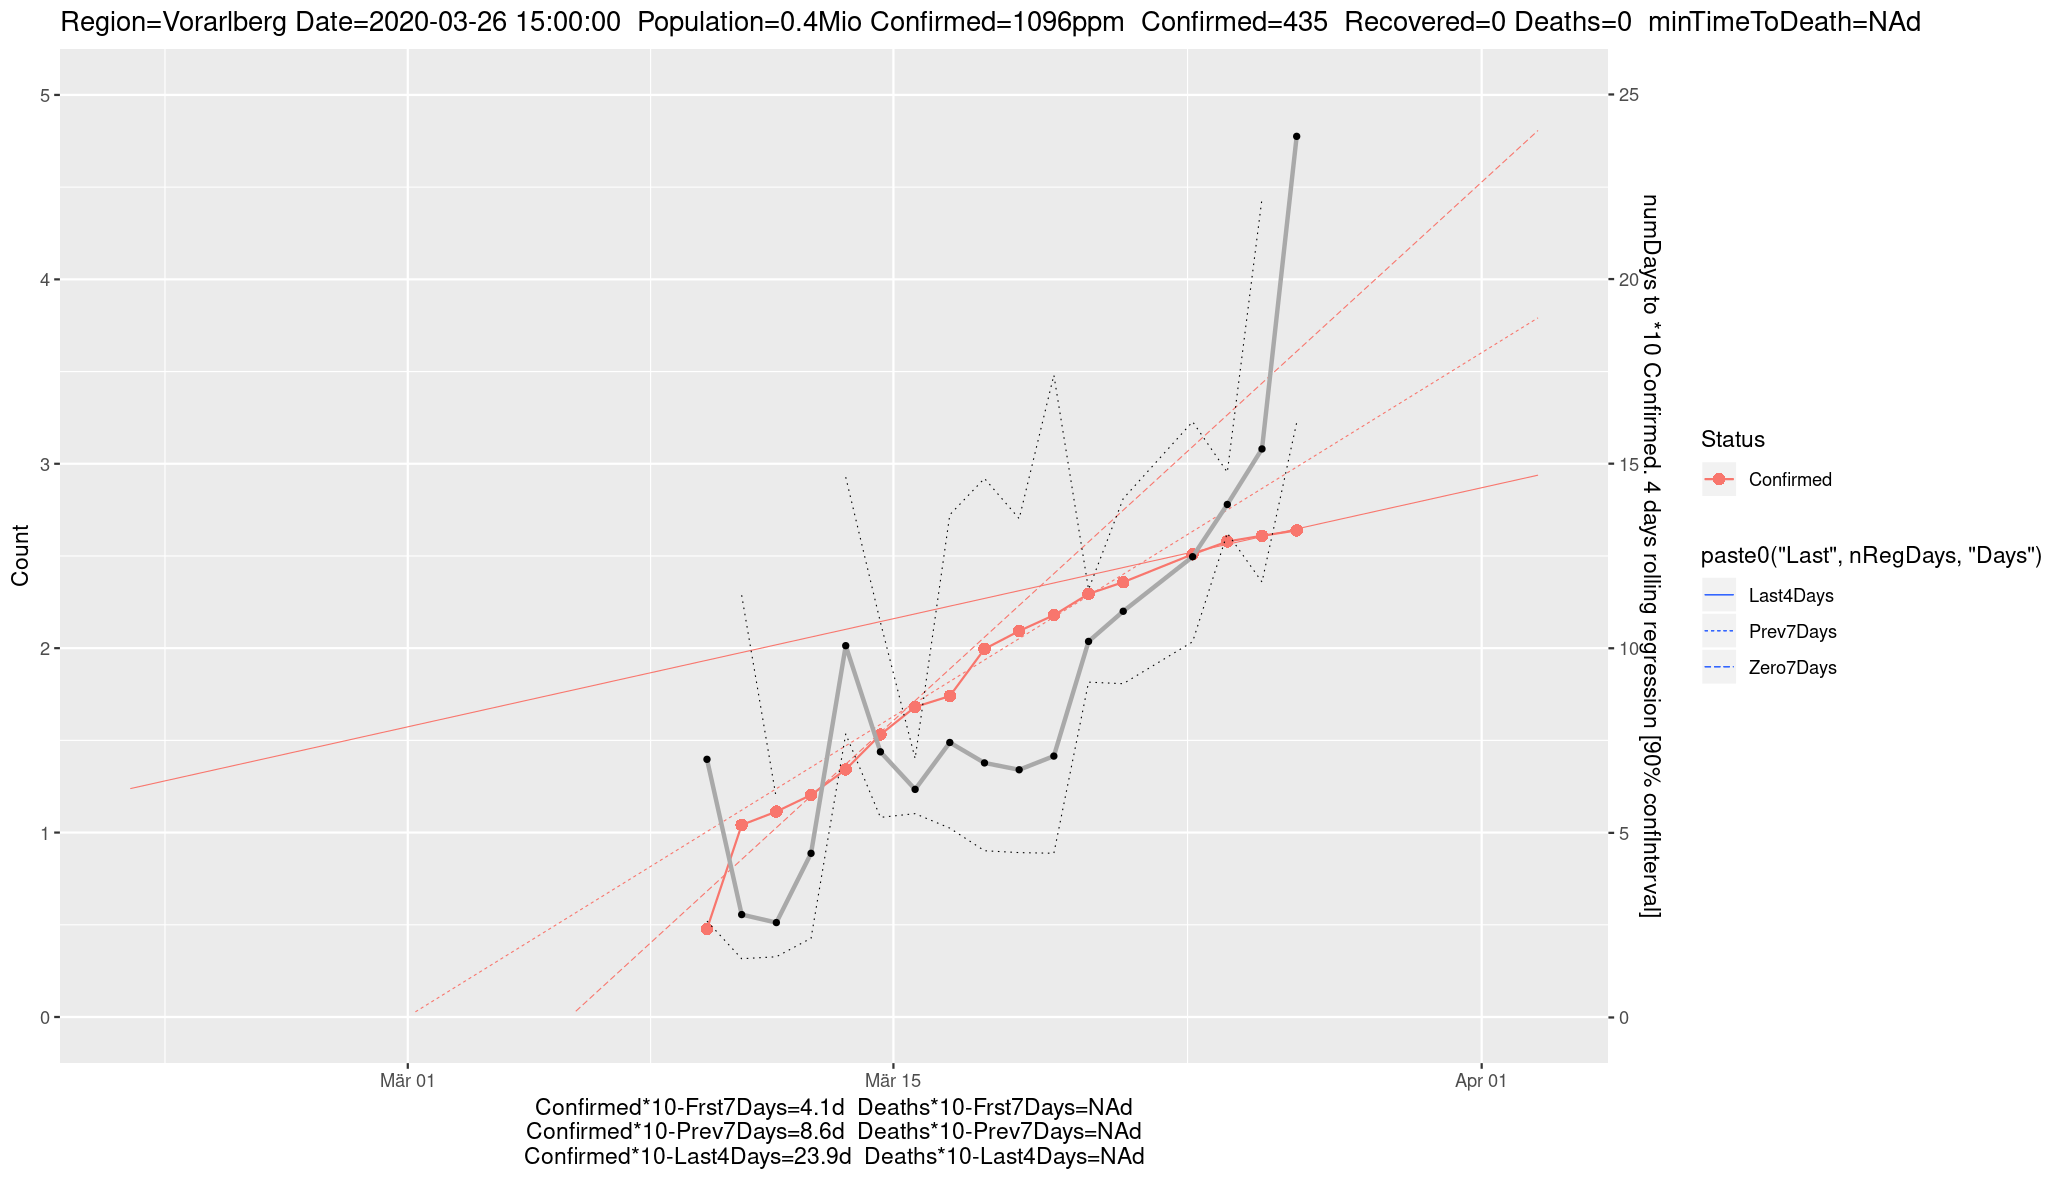 Region=Vorarlberg Date=2020-03-26 15:00:00  Population=0.4Mio Confirmed=1096ppm  Confirmed=435  Recovered=0 Deaths=0  minTimeToDeath=NAd
5
4
3
2
1
0
Count
25
20
15
10
5
0
numDays to *10 Confirmed. 4 days rolling regression [90% confInterval]
Mär 01
Mär 15
Apr 01
Confirmed*10-Frst7Days=4.1d  Deaths*10-Frst7Days=NAd
Confirmed*10-Prev7Days=8.6d  Deaths*10-Prev7Days=NAd
Confirmed*10-Last4Days=23.9d  Deaths*10-Last4Days=NAd
Status
Confirmed
paste0("Last", nRegDays, "Days")
Last4Days
Prev7Days
Zero7Days